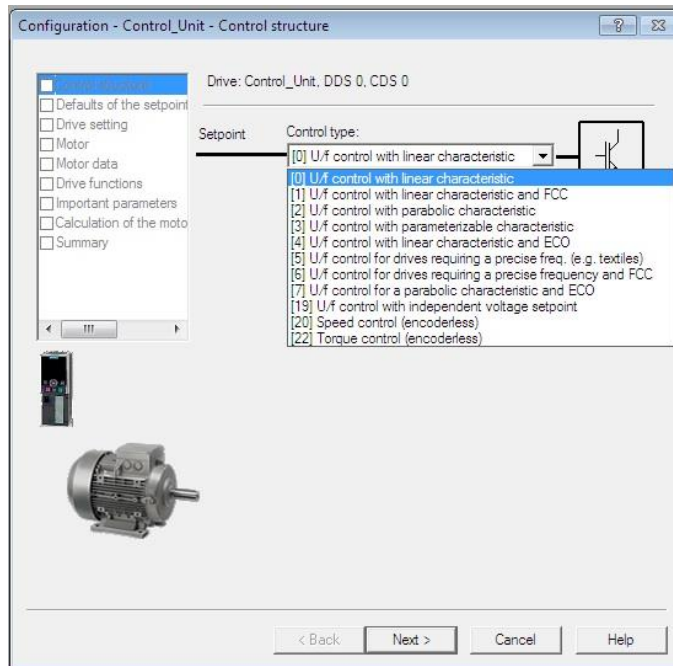 Configuration - Control_Unit - Control structure
Drive: Control_Unit, DDS 0, CDS 0
Defaults of the setpoint
Drive setting
Motor
Motor data
Drive functions
Important parameters
Calculation of the moto
Summary
Setpoint
Control type:
[0] U/f control with linear characteristic
[0] U/f control with linear characteristic
[1] U/f control with linear characteristic and FCC
[2] U/f control with parabolic characteristic
[3] U/f control with parameterizable characteristic
[4] U/f control with linear characteristic and ECO
[5] U/f control for drives requiring a precise freq. (e.g. textiles)
[6] U/f control for drives requiring a precise frequency and FCC
[7] U/f control for a parabolic characteristic and ECO
[19] U/f control with independent voltage setpoint
[20] Speed control (encoderless)
[22] Torque control (encoderless)
< Back
Next >
Cancel
Help